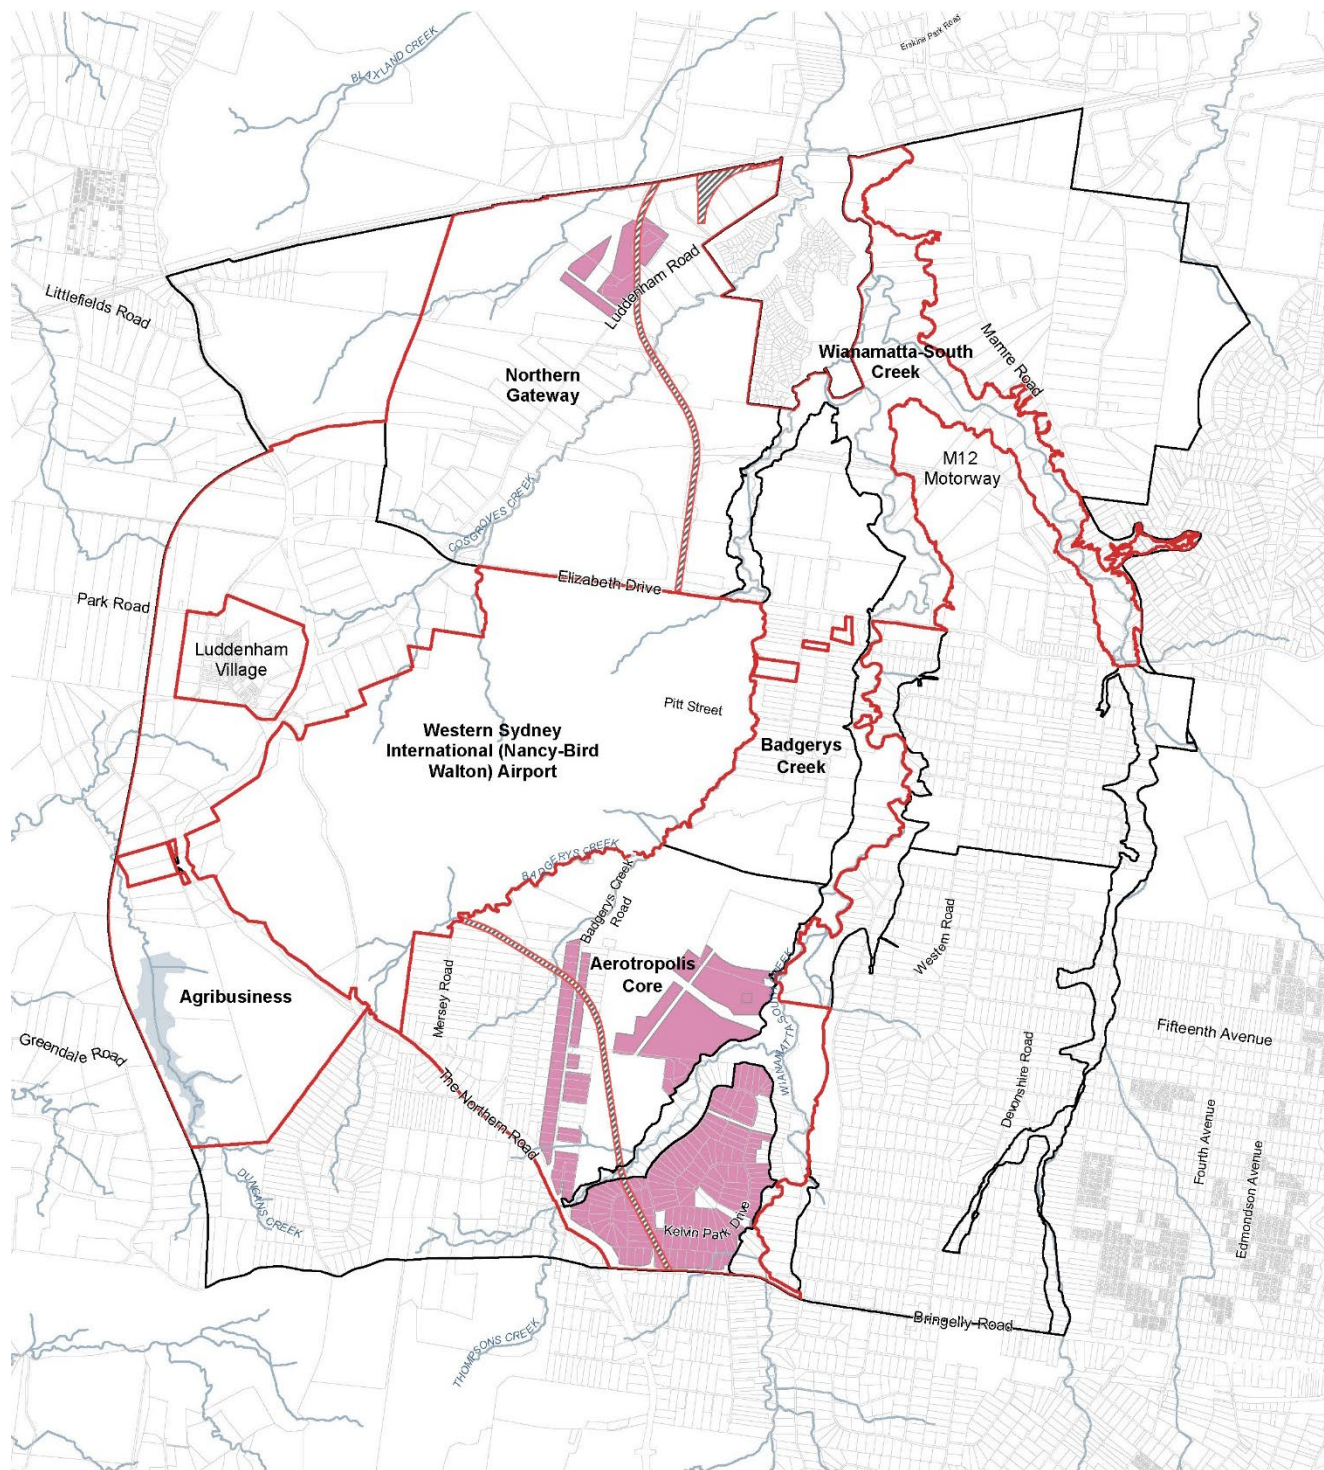 Erskine Park Road
BLAXLAND CREEK
Littlefields Road
Luddenham Road
Wianamatta-South
Creek
Mamre Road
Northern
Gateway
M12
Motorway
COSGROVES CREEK
Elizabeth Drive
Park Road
Luddenham
Village
Pitt Street
Western Sydney
International (Nancy-Bird
Walton) Airport
Badgerys
Creek
BADGERYS CREEK
Badgerys Creek
Road
Western Road
Aerotropolis
Core
Agribusiness
Mersey Road
WIANAMATTA SOUTH CREEK
Fifteenth Avenue
Greendale Road
The Northern Road
Devonshire Road
Fourth Avenue
Edmondson Avenue
DUNCANS CREEK
Kelvin Park Drive
Bringelly Road
THOMPSONS CREEK